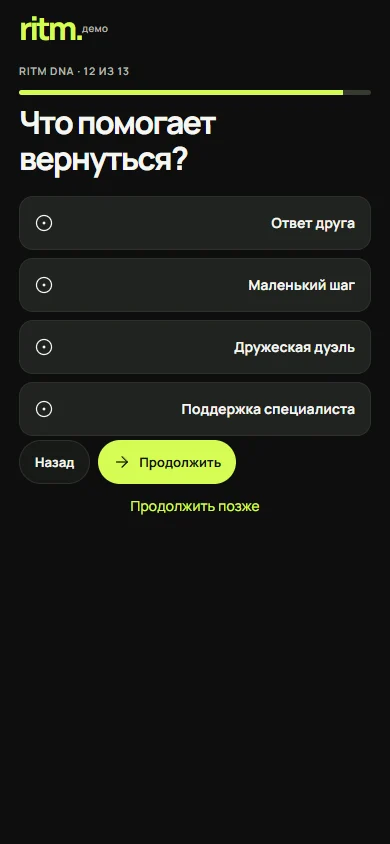 ritm. демо
RITM DNA · 12 ИЗ 13
Что помогает
вернуться?
Ответ друга
Маленький шаг
Дружеская дуэль
Поддержка специалиста
Назад
Продолжить
Продолжить позже